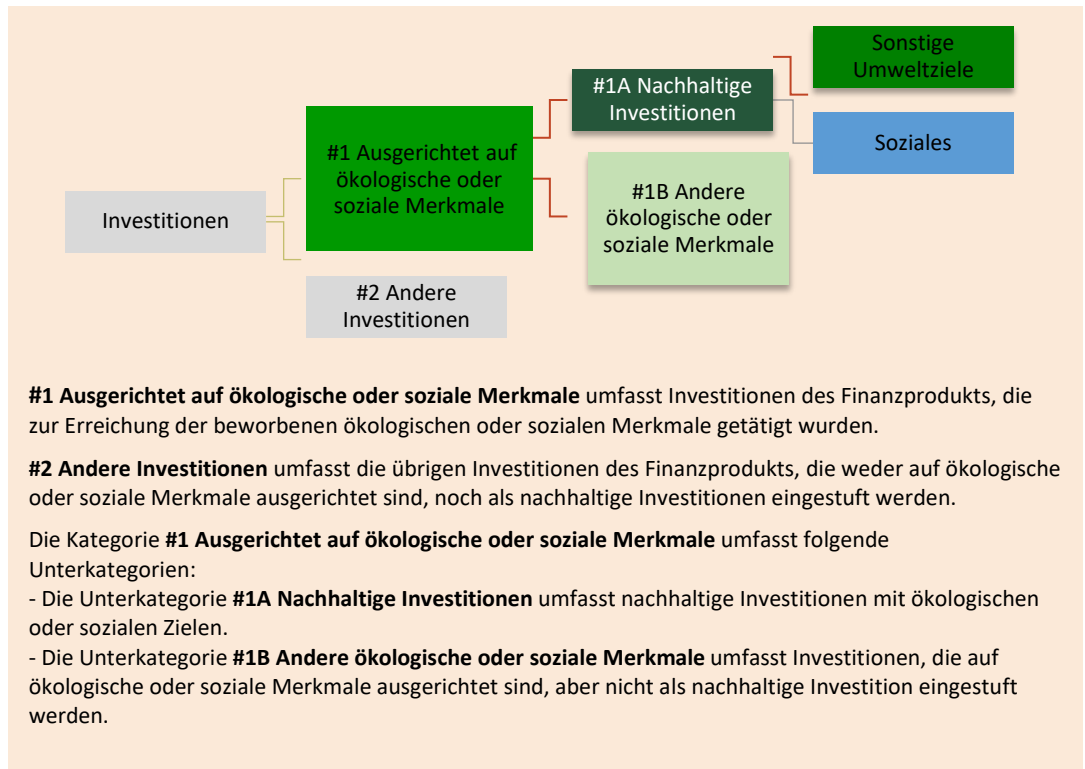 Sonstige
Umweltziele
#1A Nachhaltige
Investitionen
Soziales
#1 Ausgerichtet auf
ökologische oder
soziale Merkmale
#1B Andere
ökologische oder
soziale Merkmale
Investitionen
#2 Andere
Investitionen
#1 Ausgerichtet auf ökologische oder soziale Merkmale umfasst Investitionen des Finanzprodukts, die
zur Erreichung der beworbenen ökologischen oder sozialen Merkmale getätigt wurden.
#2 Andere Investitionen umfasst die übrigen Investitionen des Finanzprodukts, die weder auf ökologische
oder soziale Merkmale ausgerichtet sind, noch als nachhaltige Investitionen eingestuft werden.
Die Kategorie #1 Ausgerichtet auf ökologische oder soziale Merkmale umfasst folgende
Unterkategorien:
- Die Unterkategorie #1A Nachhaltige Investitionen umfasst nachhaltige Investitionen mit ökologischen
oder sozialen Zielen.
- Die Unterkategorie #1B Andere ökologische oder soziale Merkmale umfasst Investitionen, die auf
ökologische oder soziale Merkmale ausgerichtet sind, aber nicht als nachhaltige Investition eingestuft
werden.